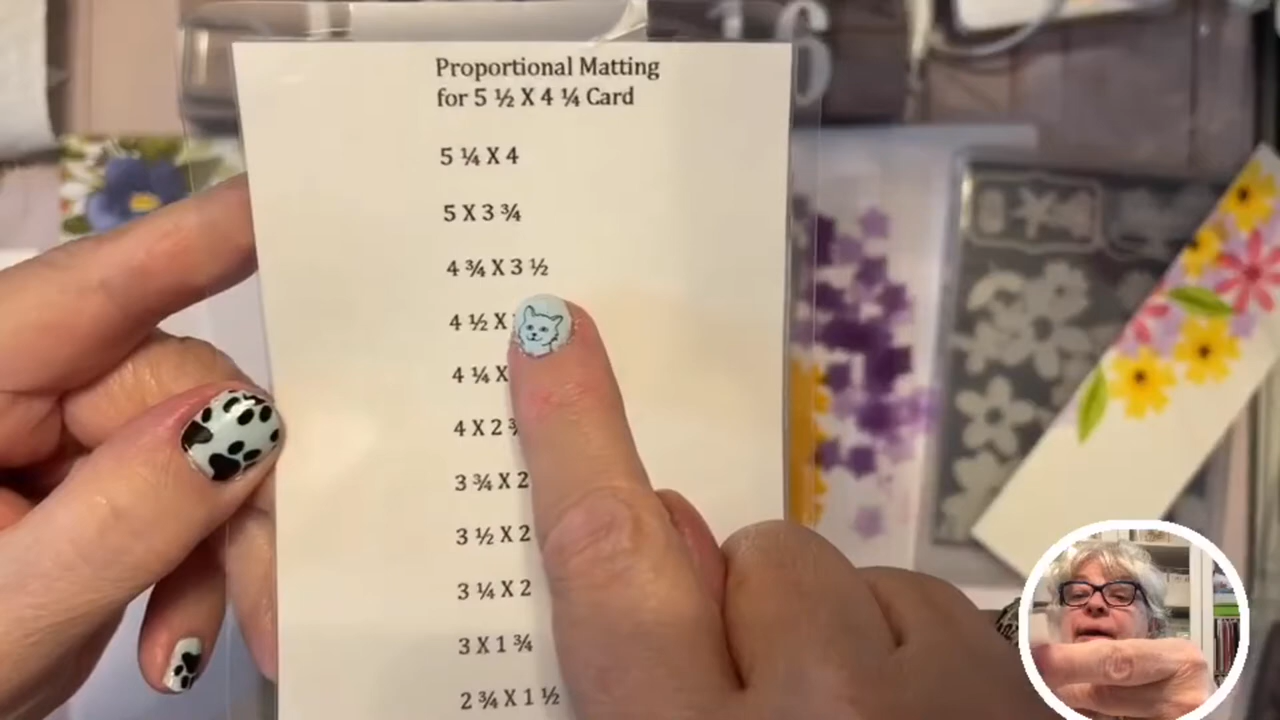 16
Proportional Matting
for 5 ½ X 4 ¼ Card
5 ¼ X 4
5 X 3 ¾
4 ¾ X 3 ½
4 ½ X
4 ¼ X
4 X 2
3 ¾ X 2
3 ½ X 2
3 ¼ X 2
3 X 1 ¾
2 ¾ X 1 ½